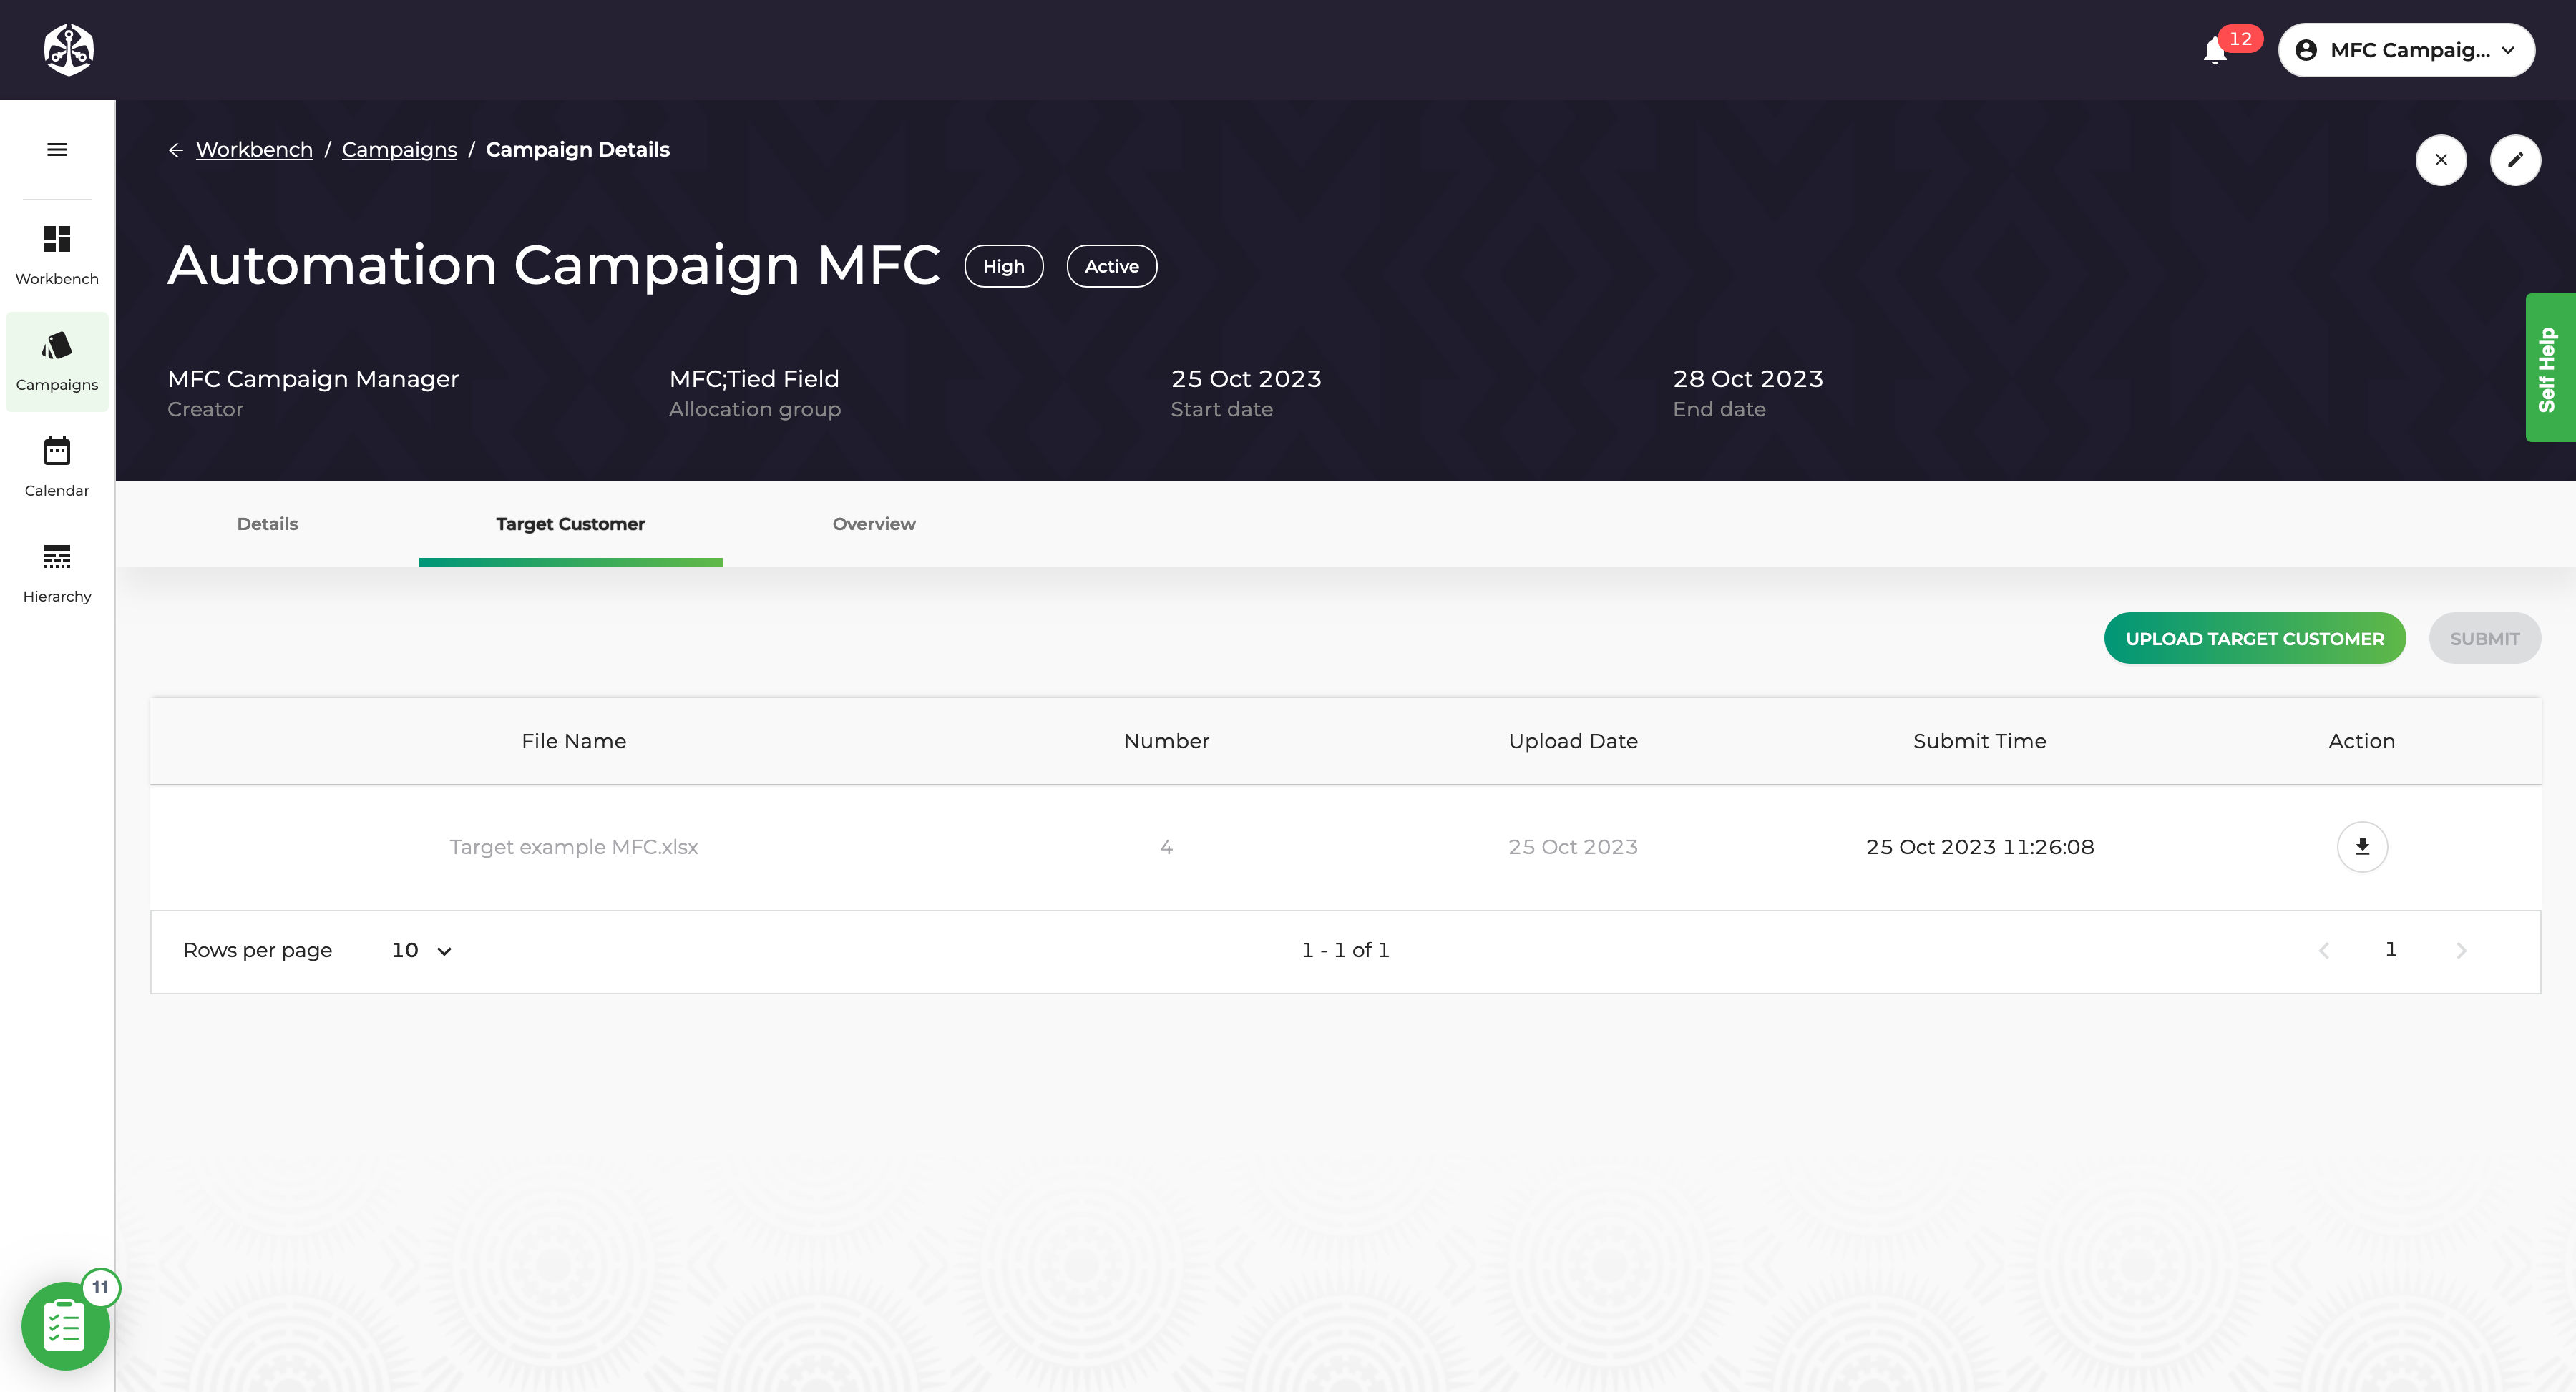 12
MFC Campaig...
Workbench / Campaigns / Campaign Details
Workbench
Campaigns
Calendar
Hierarchy
Automation Campaign MFC High Active
MFC Campaign Manager
Creator
MFC;Tied Field
Allocation group
25 Oct 2023
Start date
28 Oct 2023
End date
Self Help
Details Target Customer Overview
UPLOAD TARGET CUSTOMER SUBMIT
File Name Number Upload Date Submit Time Action
Target example MFC.xlsx 4 25 Oct 2023 25 Oct 2023 11:26:08
Rows per page 10 1 - 1 of 1 1
11